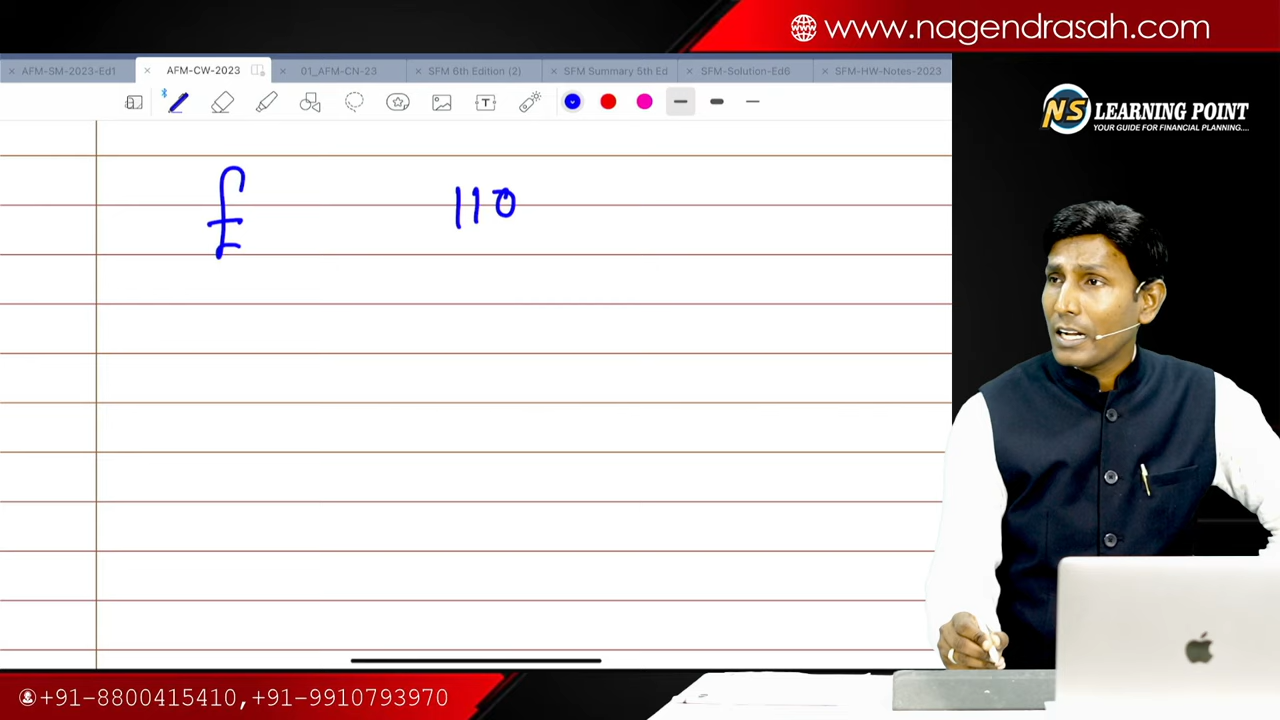 www.nagendrasah.com
AFM-SM-2023-Ed1
AFM-CW-2023
01_AFM-CN-23
SFM 6th Edition (2)
SFM Summary 5th Ed
SFM-Solution-Ed6
SFM-HW-Notes-2023
T
NS LEARNING POINT
YOUR GUIDE FOR FINANCIAL PLANNING....
£ 110
+91-8800415410,+91-9910793970